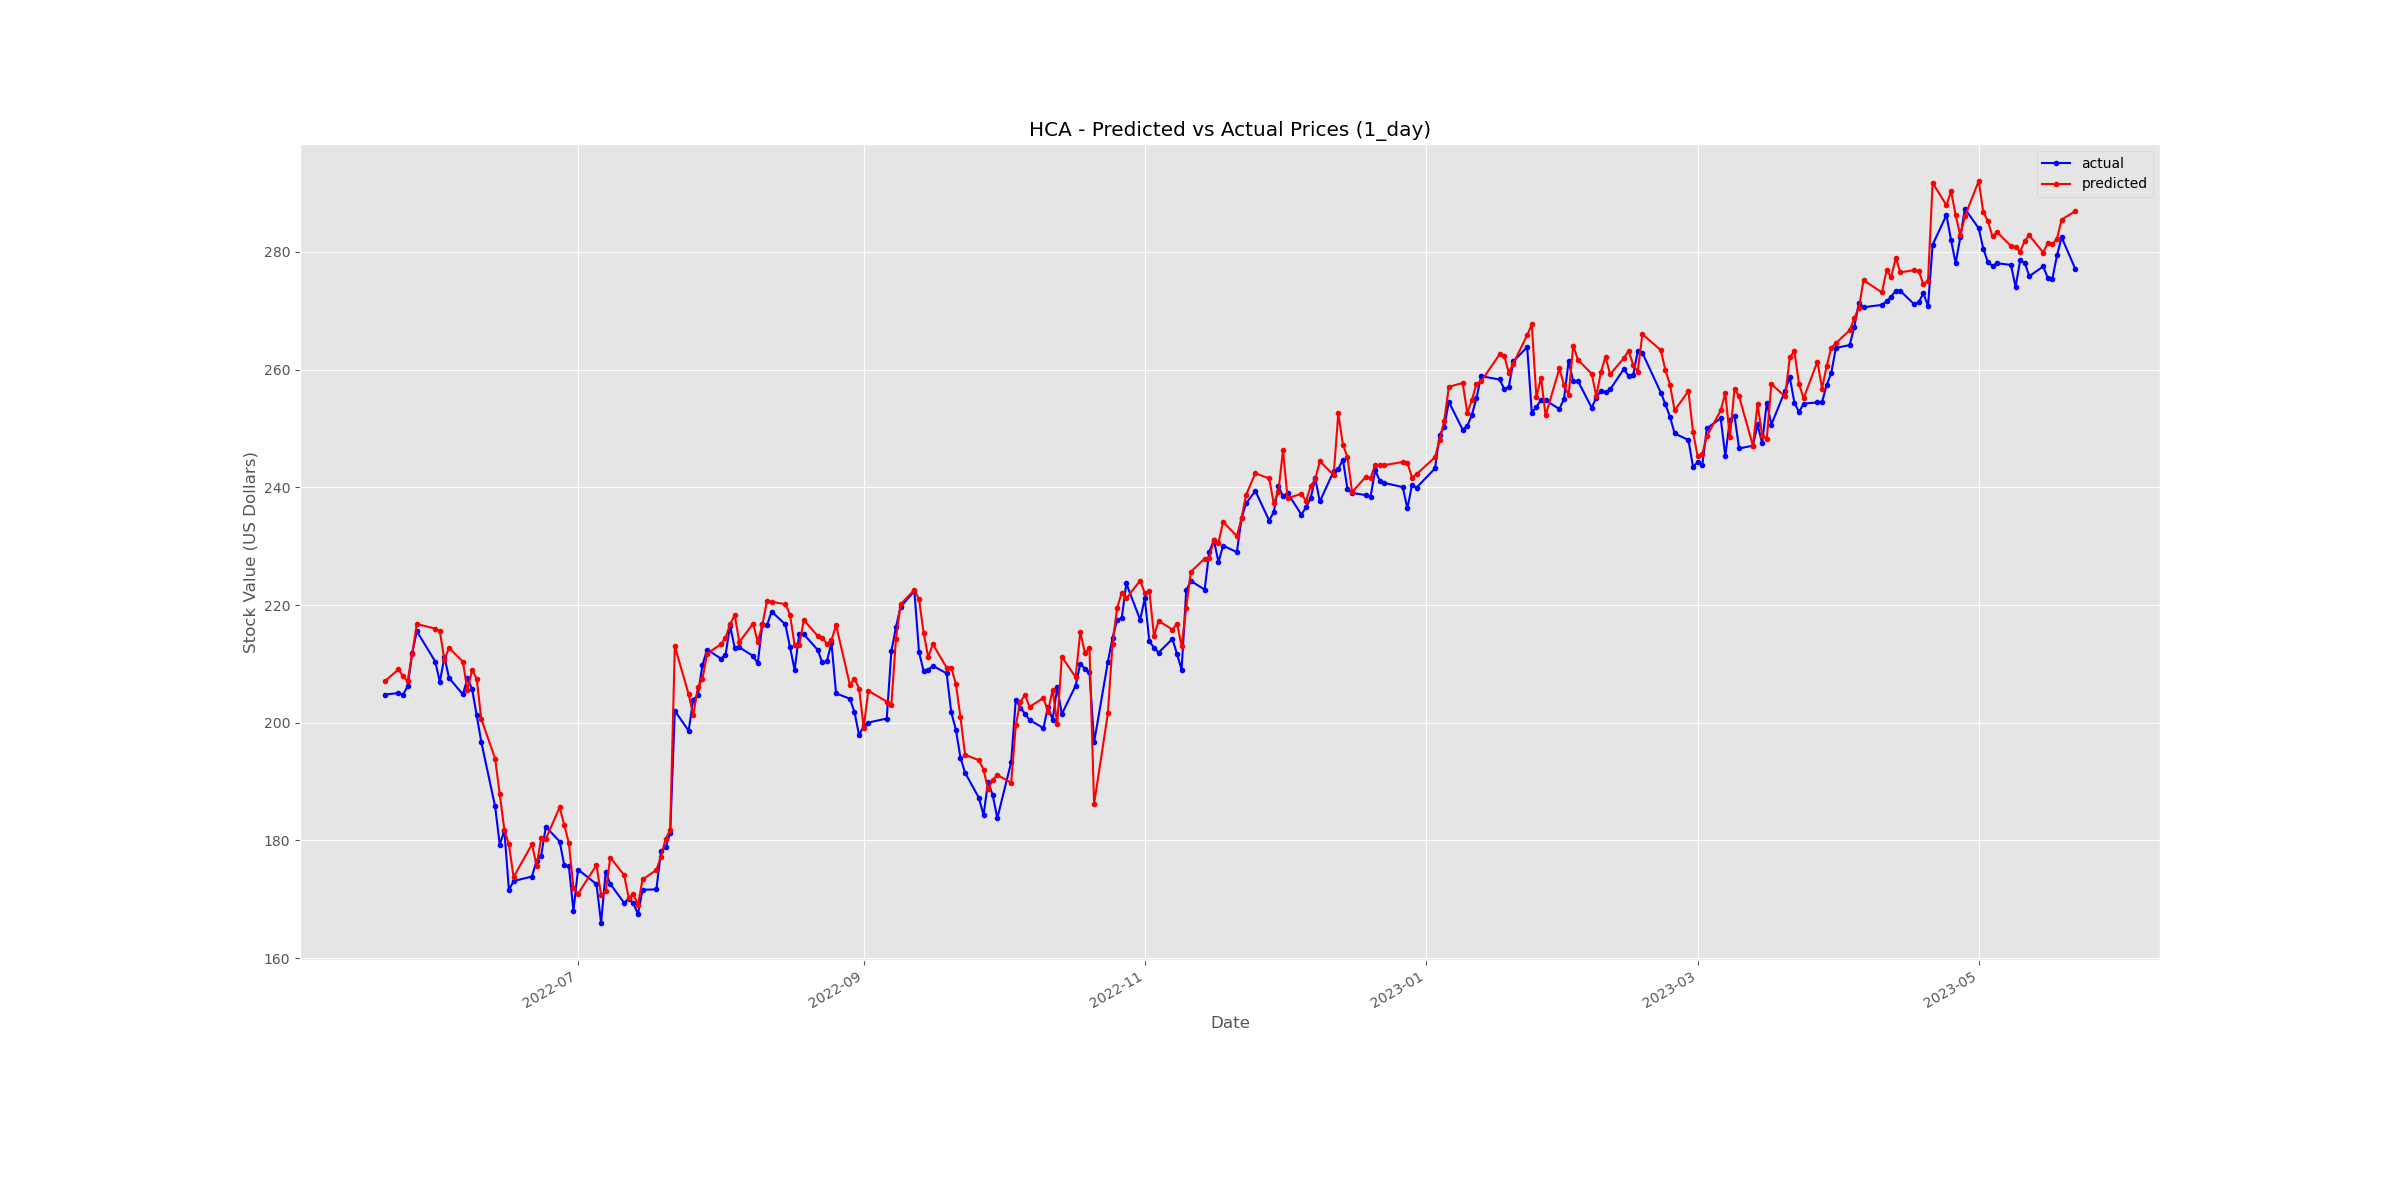 HCA - Predicted vs Actual Prices (1_day)
actual
predicted
Stock Value (US Dollars)
280
260
240
220
200
180
160
2022-07
2022-09
2022-11
2023-01
2023-03
2023-05
Date